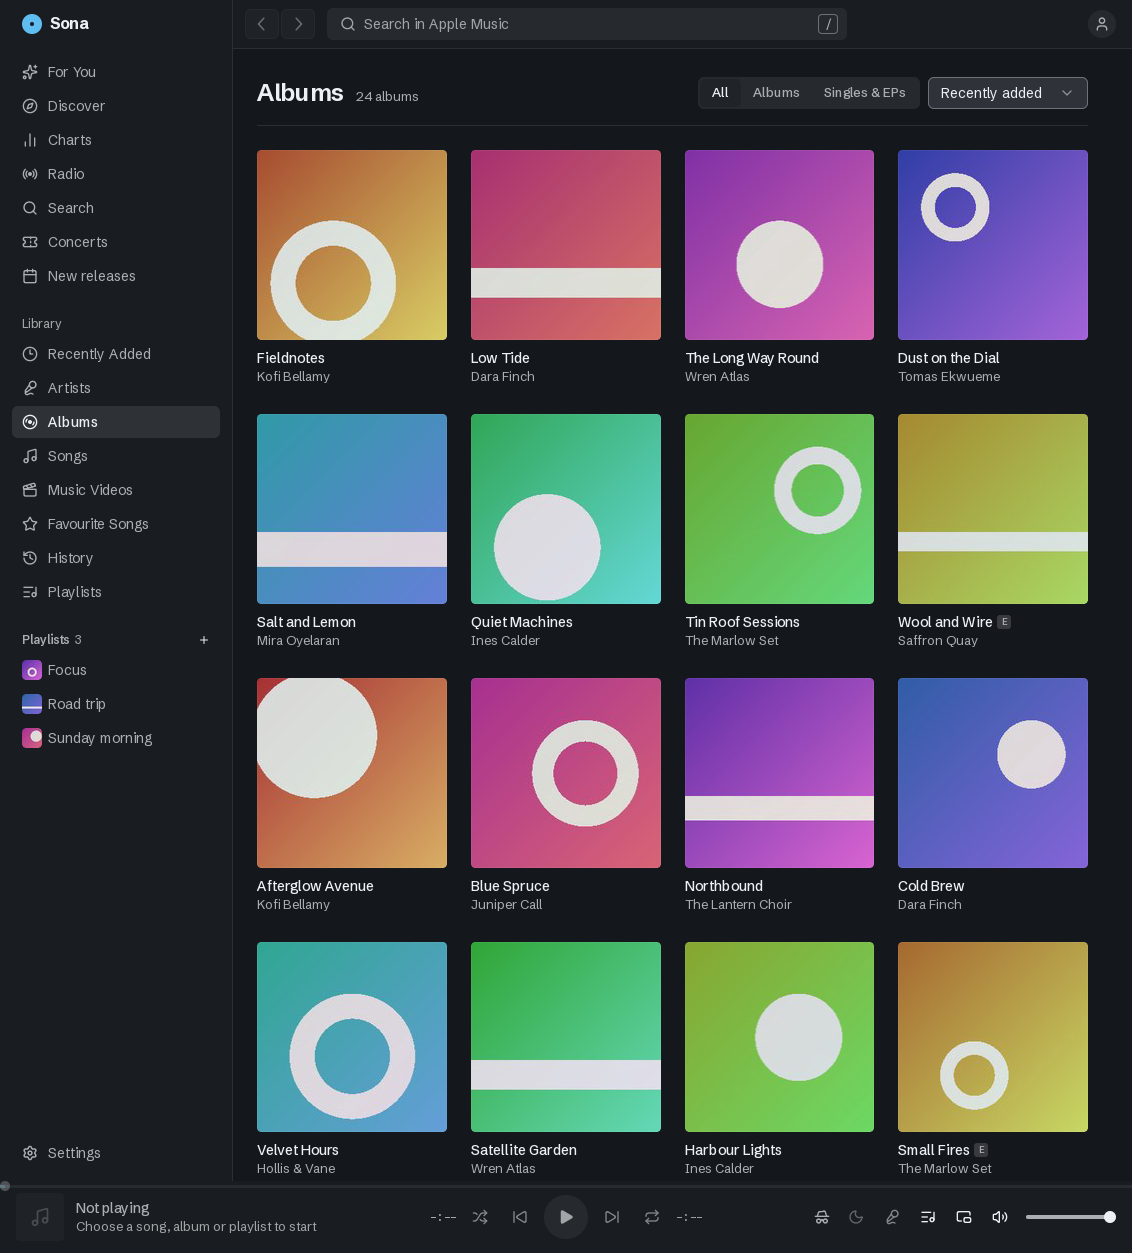 Sona
Search in Apple Music
/
For You
Discover
Charts
Radio
Search
Concerts
New releases
Library
Recently Added
Artists
Albums
Songs
Music Videos
Favourite Songs
History
Playlists
Playlists 3
Focus
Road trip
Sunday morning
Settings
Albums 24 albums
All Albums Singles & EPs Recently added
Fieldnotes
Kofi Bellamy
Low Tide
Dara Finch
The Long Way Round
Wren Atlas
Dust on the Dial
Tomas Ekwueme
Salt and Lemon
Mira Oyelaran
Quiet Machines
Ines Calder
Tin Roof Sessions
The Marlow Set
Wool and Wire E
Saffron Quay
Afterglow Avenue
Kofi Bellamy
Blue Spruce
Juniper Call
Northbound
The Lantern Choir
Cold Brew
Dara Finch
Velvet Hours
Hollis & Vane
Satellite Garden
Wren Atlas
Harbour Lights
Ines Calder
Small Fires E
The Marlow Set
Not playing
Choose a song, album or playlist to start
-:--
-:--